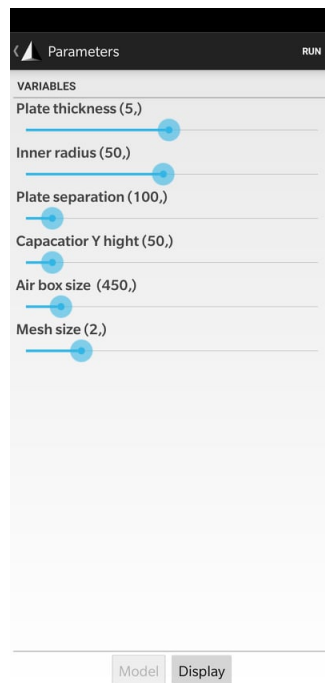 Parameters
RUN
VARIABLES
Plate thickness (5,)
Inner radius (50,)
Plate separation (100,)
Capacatior Y hight (50,)
Air box size (450,)
Mesh size (2,)
Model
Display